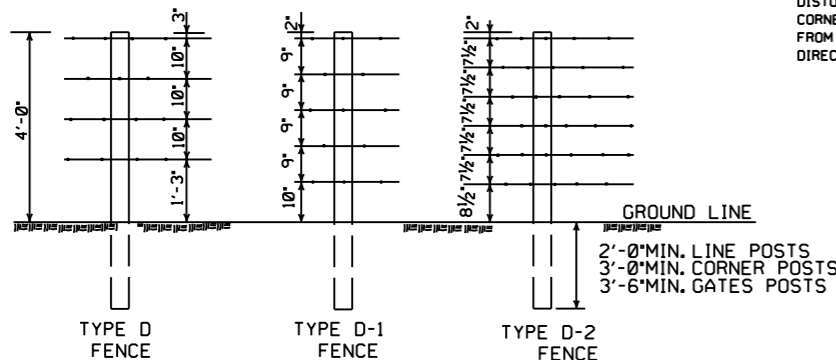 DISTU
CORNE
FROM
DIREC
4'-0"
3"
10"
10"
10"
1'-3"
2"
9"
9"
9"
9"
10"
2"
7½"
7½"
7½"
7½"
7½"
8½"
GROUND LINE
2'-0"MIN. LINE POSTS
3'-0"MIN. CORNER POSTS
3'-6"MIN. GATES POSTS
TYPE D
FENCE
TYPE D-1
FENCE
TYPE D-2
FENCE